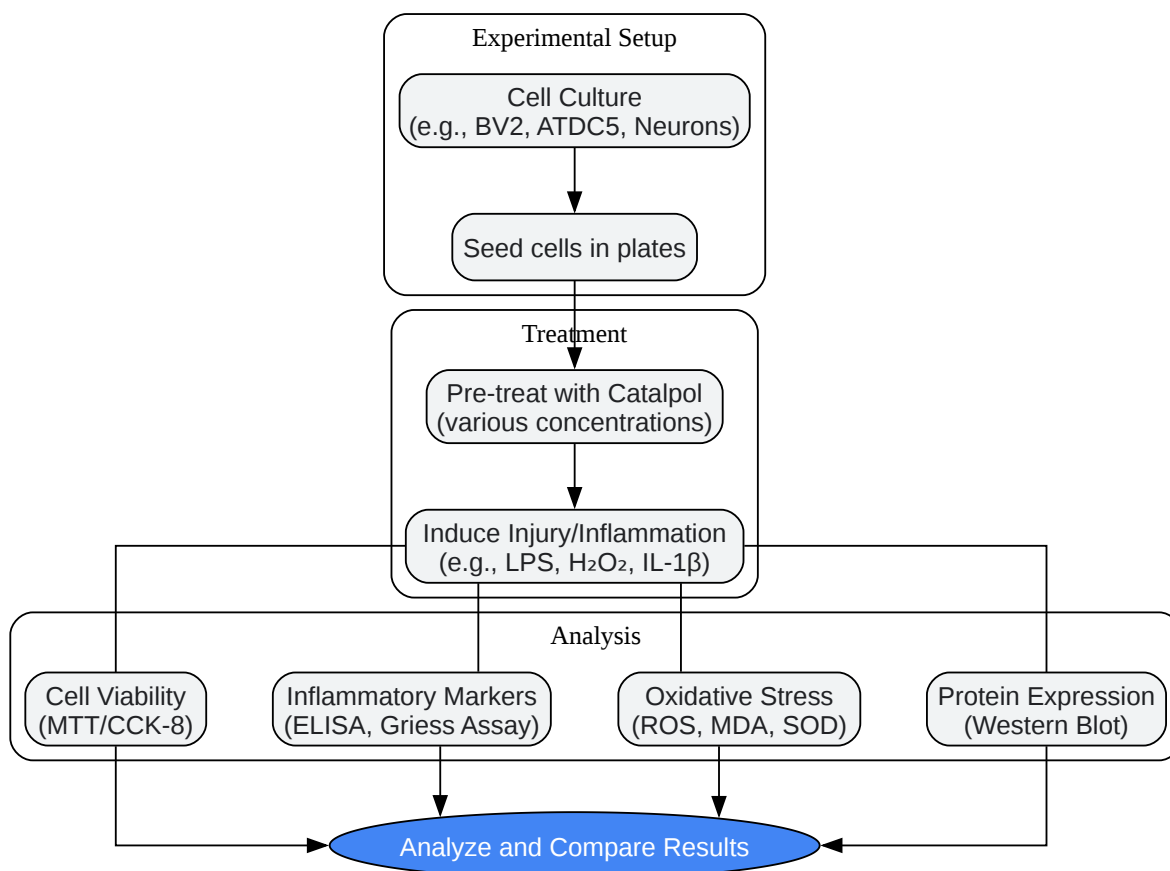 Experimental Setup
Cell Culture
(e.g., BV2, ATDC5, Neurons)
Seed cells in plates
Treatment
Pre-treat with Catalpol
(various concentrations)
Induce Injury/Inflammation
(e.g., LPS, H₂O₂, IL-1β)
Analysis
Cell Viability
(MTT/CCK-8)
Inflammatory Markers
(ELISA, Griess Assay)
Oxidative Stress
(ROS, MDA, SOD)
Protein Expression
(Western Blot)
Analyze and Compare Results